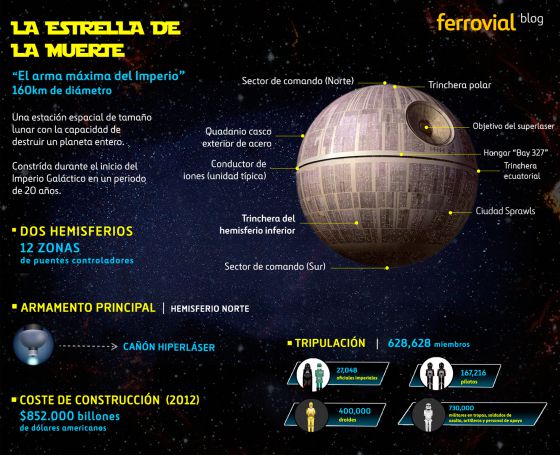 LA ESTRELLA DE
LA MUERTE
ferrovial blog
“El arma máxima del Imperio”
160km de diámetro
Una estación espacial de tamaño
lunar con la capacidad de
destruir un planeta entero.
Constrída durante el inicio del
Imperio Galáctico en un periodo
de 20 años.
Sector de comando (Norte)
Trinchera polar
Quadanio casco
exterior de acero
Objetivo del superlaser
Hangar “Bay 327”
Conductor de
iones (unidad típica)
Trinchera
ecuatorial
Ciudad Sprawls
Trinchera del
hemisferio inferior
Sector de comando (Sur)
DOS HEMISFERIOS
12 ZONAS
de puentes controladores
ARMAMENTO PRINCIPAL | HEMISFERIO NORTE
CAÑÓN HIPERLÁSER
COSTE DE CONSTRUCCIÓN (2012)
$852.000 billones
de dólares americanos
TRIPULACIÓN | 628,628 miembros
27,048
oficiales imperiales
167,216
pilotos
400,000
droides
730,000
militares en tropas, soldados de
asalto, artilleros y personal de apoyo